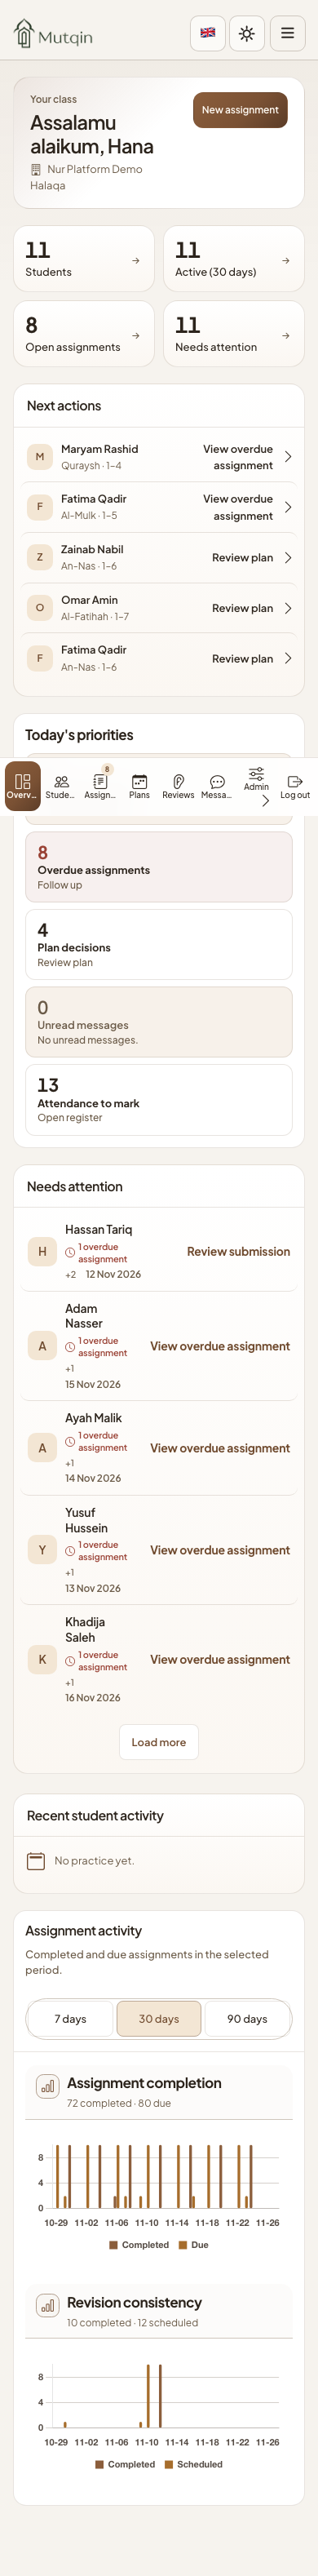 Mutqin
Your class
Assalamu
alaikum, Hana
Nur Platform Demo
Halaqa
New assignment
11
Students
11
Active (30 days)
8
Open assignments
11
Needs attention
Next actions
M
Maryam Rashid
Quraysh · 1–4
View overdue
assignment
F
Fatima Qadir
Al-Mulk · 1–5
View overdue
assignment
Z
Zainab Nabil
An-Nas · 1–6
Review plan
O
Omar Amin
Al-Fatihah · 1–7
Review plan
F
Fatima Qadir
An-Nas · 1–6
Review plan
Today's priorities
Overv...
Stude...
8
Assign...
Plans
Reviews
Messa...
Admin
Log out
8
Overdue assignments
Follow up
4
Plan decisions
Review plan
0
Unread messages
No unread messages.
13
Attendance to mark
Open register
Needs attention
H
Hassan Tariq
1 overdue
assignment
+2 12 Nov 2026
Review submission
A
Adam
Nasser
1 overdue
assignment
+1
15 Nov 2026
View overdue assignment
A
Ayah Malik
1 overdue
assignment
+1
14 Nov 2026
View overdue assignment
Y
Yusuf
Hussein
1 overdue
assignment
+1
13 Nov 2026
View overdue assignment
K
Khadija
Saleh
1 overdue
assignment
+1
16 Nov 2026
View overdue assignment
Load more
Recent student activity
No practice yet.
Assignment activity
Completed and due assignments in the selected
period.
7 days
30 days
90 days
Assignment completion
72 completed · 80 due
8
4
0
10-29 11-02 11-06 11-10 11-14 11-18 11-22 11-26
Completed Due
Revision consistency
10 completed · 12 scheduled
8
4
0
10-29 11-02 11-06 11-10 11-14 11-18 11-22 11-26
Completed Scheduled